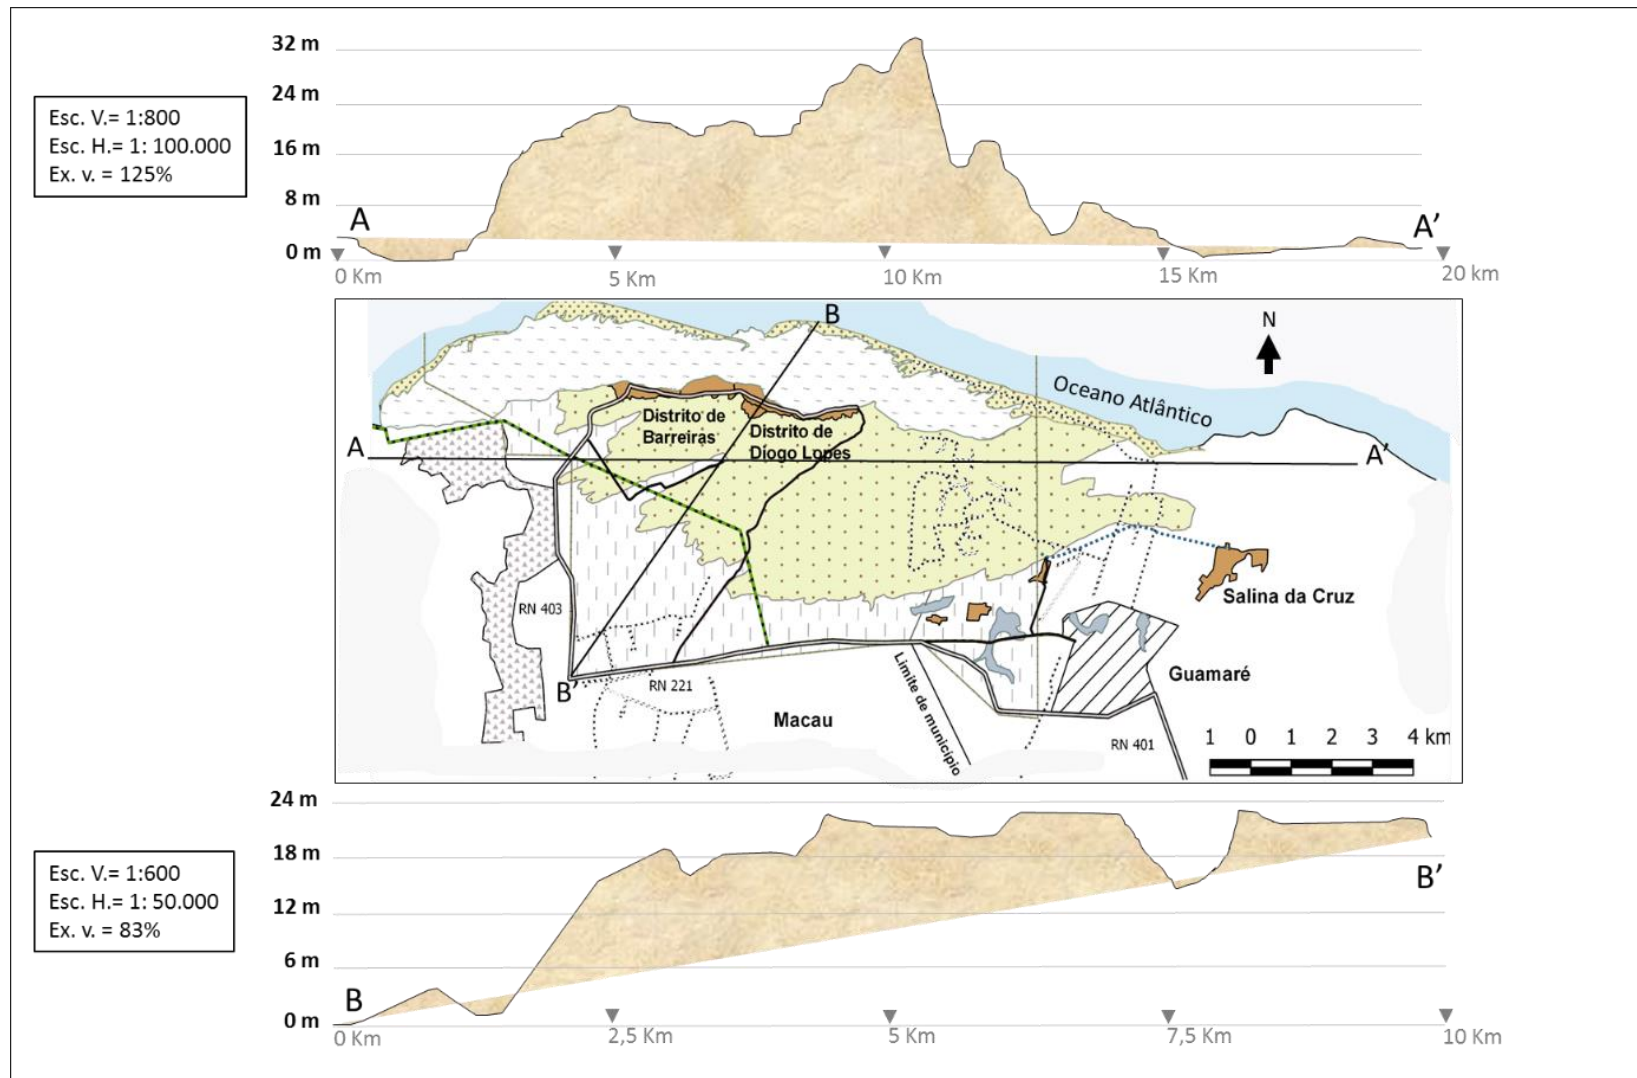 32 m
24 m
16 m
8 m
0 m
Esc. V.= 1:800
Esc. H.= 1: 100.000
Ex. v. = 125%
A
A’
0 Km
5 Km
10 Km
15 Km
20 km
B
N
Oceano Atlântico
Distrito de
Barreiras
Distrito de
Diogo Lopes
A
A’
RN 403
Salina da Cruz
Limite de município
Guamaré
B’
RN 221
Macau
RN 401
1 0 1 2 3 4 km
24 m
18 m
12 m
6 m
0 m
Esc. V.= 1:600
Esc. H.= 1: 50.000
Ex. v. = 83%
B
B’
0 Km
2,5 Km
5 Km
7,5 Km
10 Km